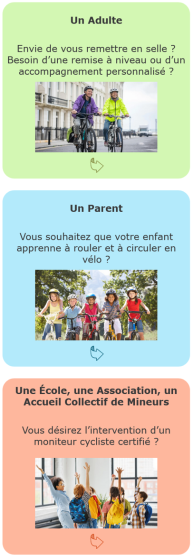 Un Adulte
Envie de vous remettre en selle ?
Besoin d’une remise à niveau ou d’un
accompagnement personnalisé ?
Un Parent
Vous souhaitez que votre enfant
apprenne à rouler et à circuler en
vélo ?
Une École, une Association, un
Accueil Collectif de Mineurs
Vous désirez l’intervention d’un
moniteur cycliste certifié ?